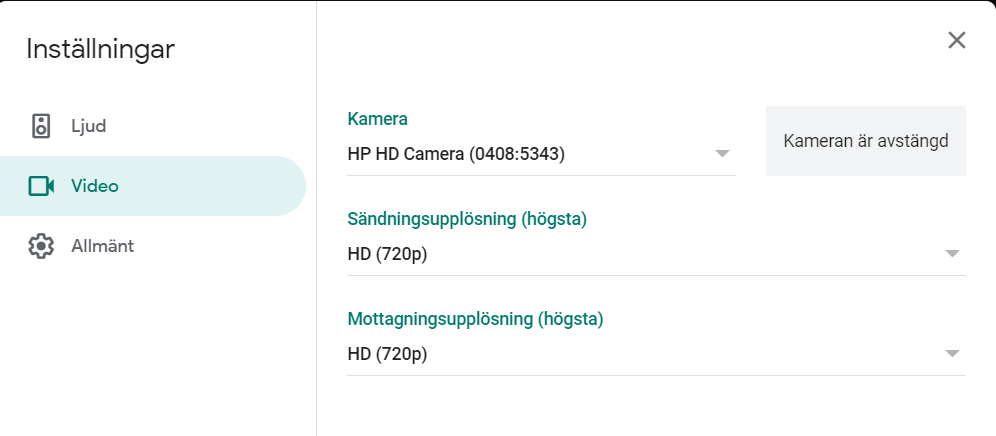 Inställningar
Ljud
Video
Allmänt
Kamera
HP HD Camera (0408:5343)
Kameran är avstängd
Sändningsupplösning (högsta)
HD (720p)
Mottagningsupplösning (högsta)
HD (720p)